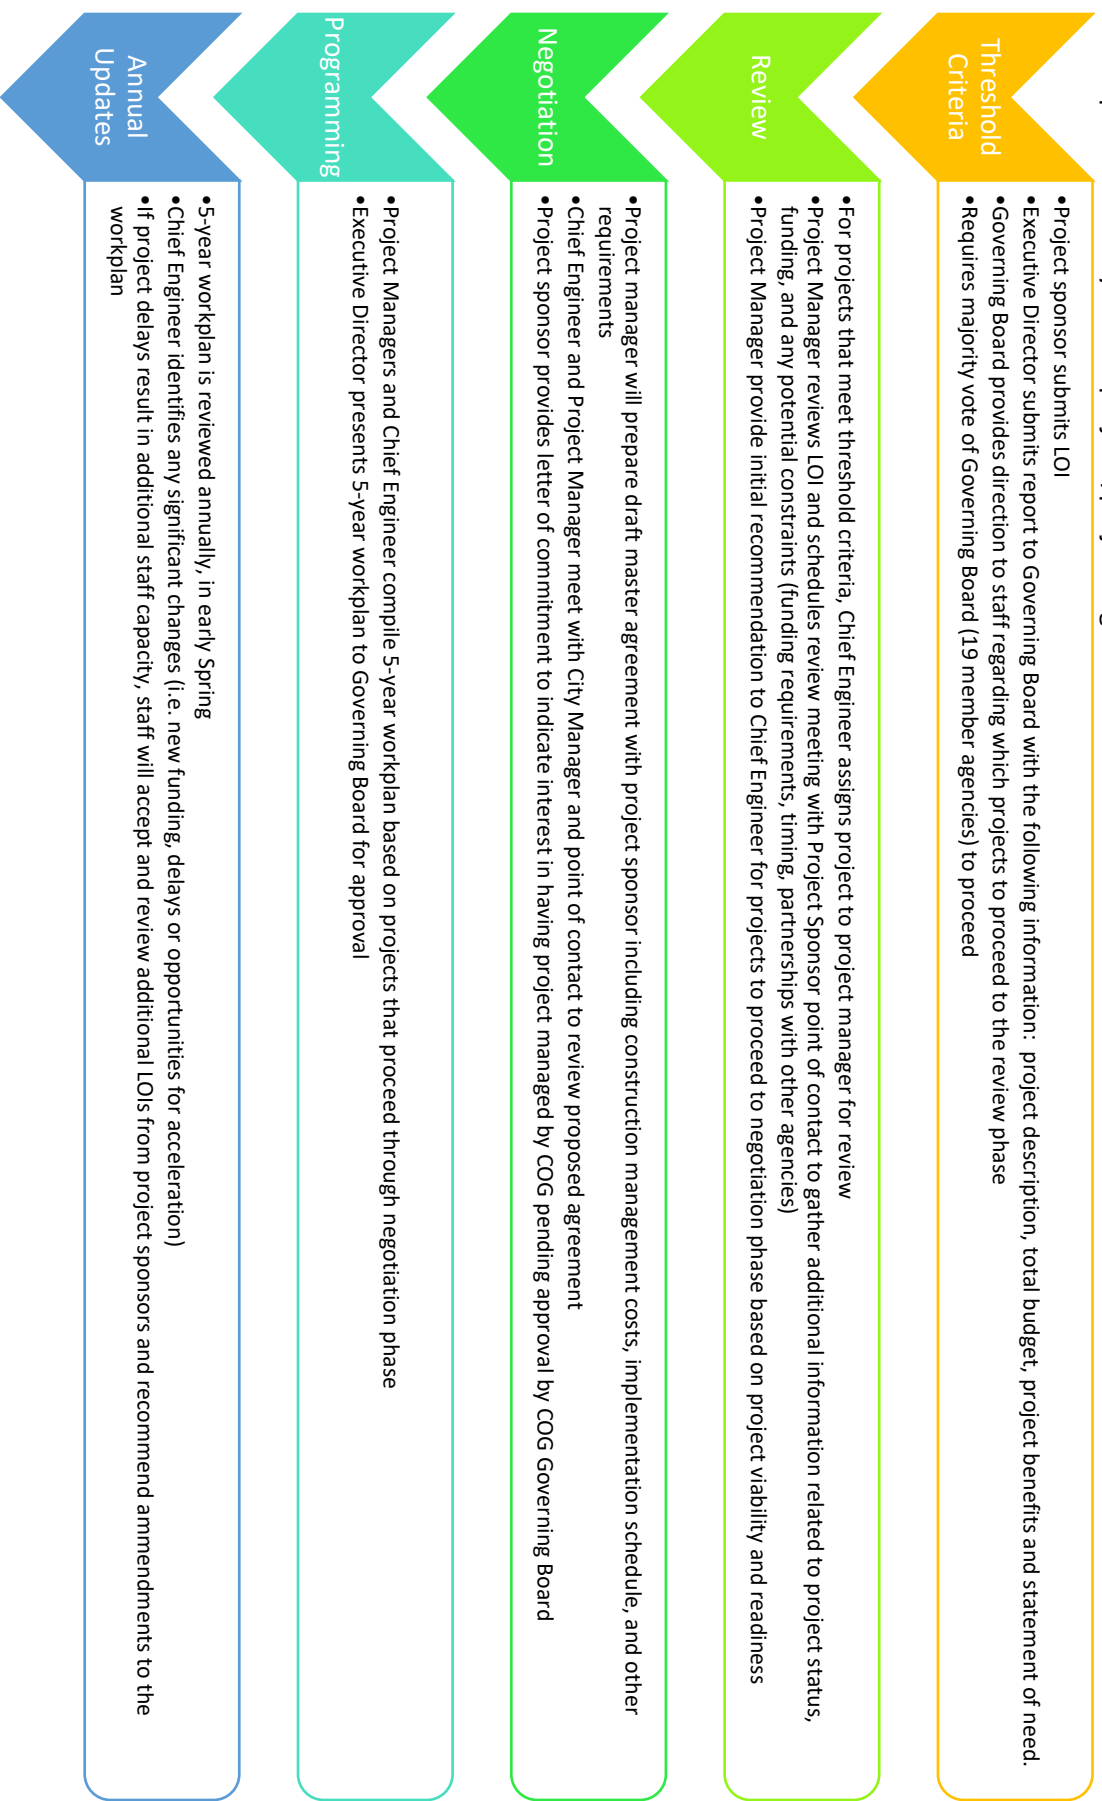 Threshold
Criteria
•Project sponsor submits LOI
•Executive Director submits report to Governing Board with the following information: project description, total budget, project benefits and statement of need.
•Governing Board provides direction to staff regarding which projects to proceed to the review phase
•Requires majority vote of Governing Board (19 member agencies) to proceed
Review
•For projects that meet threshold criteria, Chief Engineer assigns project to project manager for review
•Project Manager reviews LOI and schedules review meeting with Project Sponsor point of contact to gather additional information related to project status,
funding, and any potential constraints (funding requirements, timing, partnerships with other agencies)
•Project Manager provide initial recommendation to Chief Engineer for projects to proceed to negotiation phase based on project viability and readiness
Negotiation
•Project manager will prepare draft master agreement with project sponsor including construction management costs, implementation schedule, and other
requirements
•Chief Engineer and Project Manager meet with City Manager and point of contact to review proposed agreement
•Project sponsor provides letter of commitment to indicate interest in having project managed by COG pending approval by COG Governing Board
Programming
•Project Managers and Chief Engineer compile 5-year workplan based on projects that proceed through negotiation phase
•Executive Director presents 5-year workplan to Governing Board for approval
Annual
Updates
•5-year workplan is reviewed annually, in early Spring
•Chief Engineer identifies any significant changes (i.e. new funding, delays or opportunities for acceleration)
•If project delays result in additional staff capacity, staff will accept and review additional LOIs from project sponsors and recommend ammendments to the
workplan